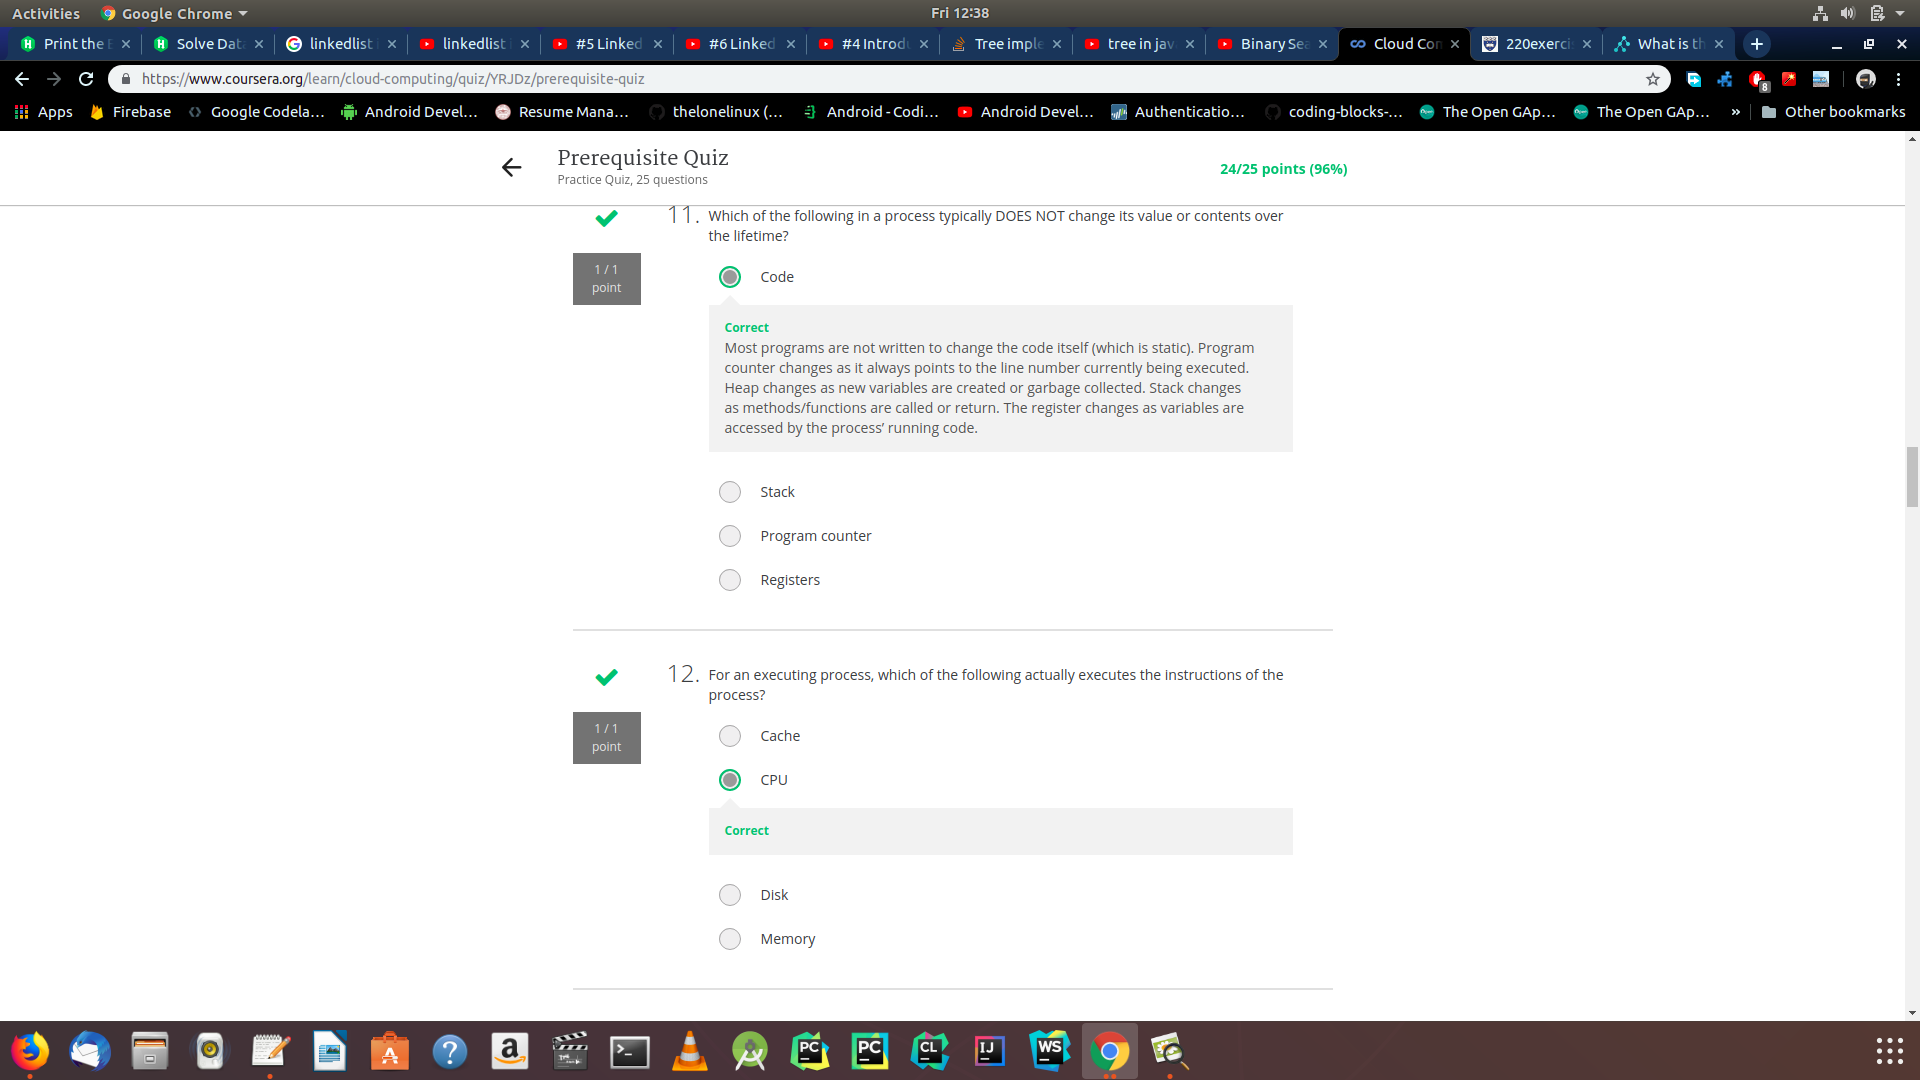 Activities
Google Chrome
Fri 12:38
Print the
Solve Dat
linkedlist
linkedlist
#5 Linked
#6 Linked
#4 Introd
Tree imple
tree in jav
Binary Sea
Cloud Con
220exerci
What is th
https://www.coursera.org/learn/cloud-computing/quiz/YRJDz/prerequisite-quiz
8
Apps
Firebase
Google Codela...
Android Devel...
Resume Mana...
thelonelinux (...
Android - Codi...
Android Devel...
Authenticatio...
coding-blocks-...
The Open GAp...
The Open GAp...
»
Other bookmarks
Prerequisite Quiz
Practice Quiz, 25 questions
24/25 points (96%)
11. Which of the following in a process typically DOES NOT change its value or contents over
the lifetime?
1 / 1
point
Code
Correct
Most programs are not written to change the code itself (which is static). Program
counter changes as it always points to the line number currently being executed.
Heap changes as new variables are created or garbage collected. Stack changes
as methods/functions are called or return. The register changes as variables are
accessed by the process’ running code.
Stack
Program counter
Registers
12. For an executing process, which of the following actually executes the instructions of the
process?
1 / 1
point
Cache
CPU
Correct
Disk
Memory
PC
PC
CL
IJ
WS